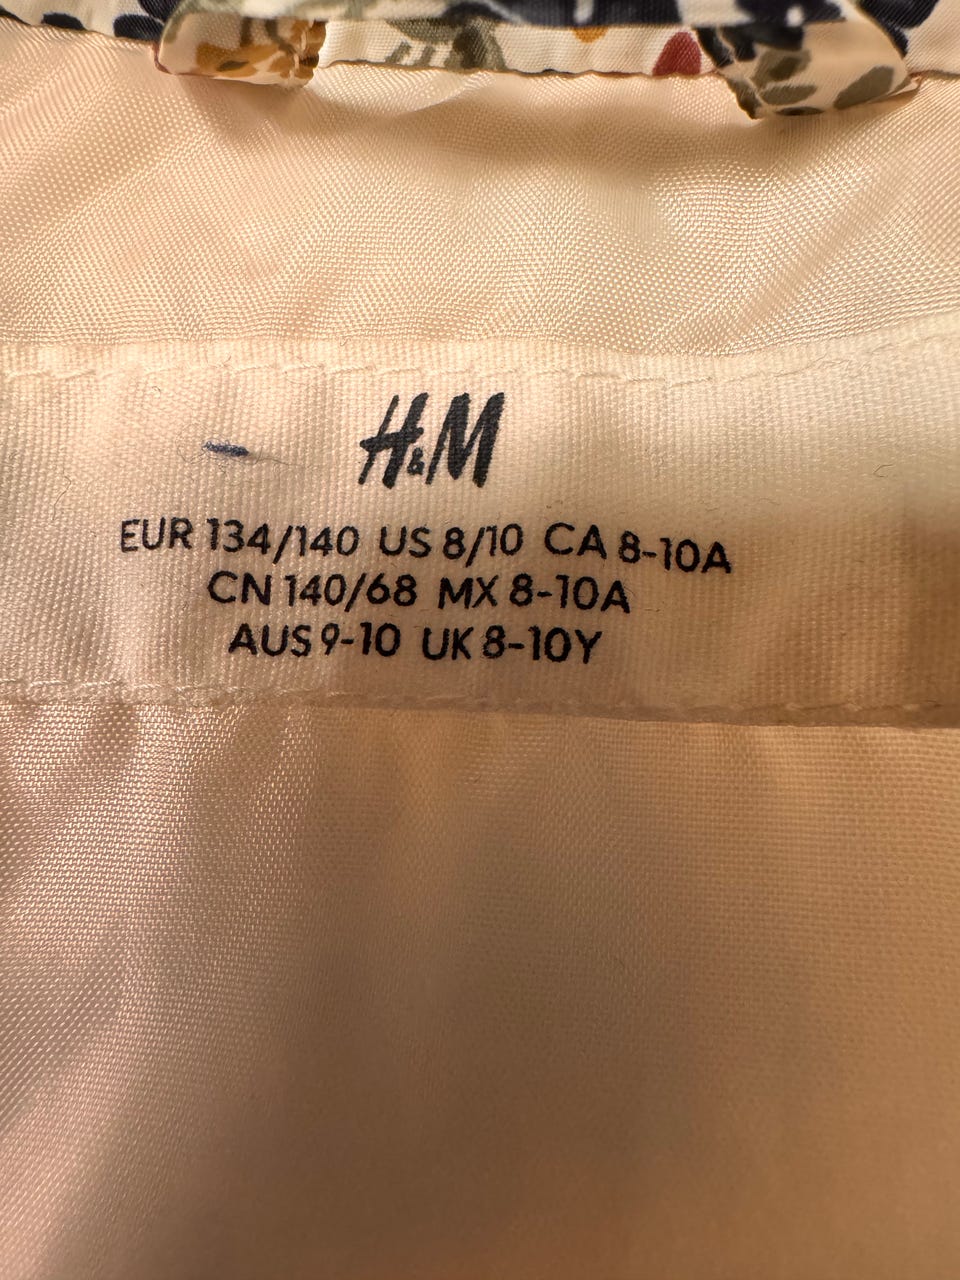 H&M
EUR 134/140 US 8/10 CA 8-10A
CN 140/68 MX 8-10A
AUS 9-10 UK 8-10Y